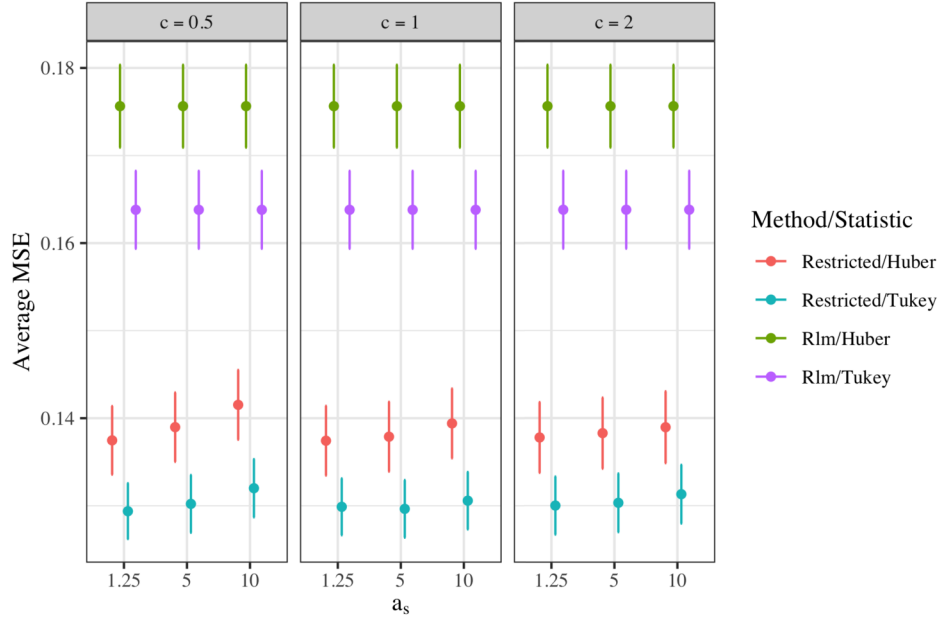 c = 0.5
c = 1
c = 2
Average MSE
0.18
0.16
0.14
1.25
5
10
1.25
5
10
1.25
5
10
a_s
Method/Statistic
Restricted/Huber
Restricted/Tukey
Rlm/Huber
Rlm/Tukey